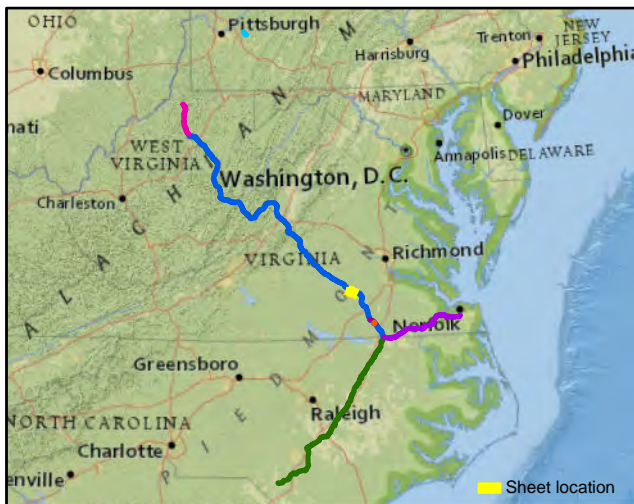 OHIO
Pittsburgh
NEW
JERSEY
Trenton
Harrisburg
Philadelphia
Columbus
MARYLAND
Dover
nati
WEST
VIRGINIA
Annapolis
DELAWARE
Washington, D.C.
Charleston
A P P A L A C H I A N M
Richmond
VIRGINIA
Norfolk
Greensboro
P I E D M O N T
Raleigh
NORTH CAROLINA
Charlotte
enville
Sheet location